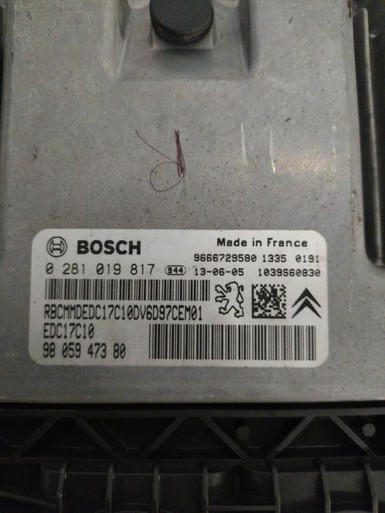 BOSCH
Made in France
9666729580 1335 0191
0 281 019 817 944 13-06-05 1039S60830
RBCMMDEDC17C10DV6D97CEM01
EDC17C10
98 059 473 80